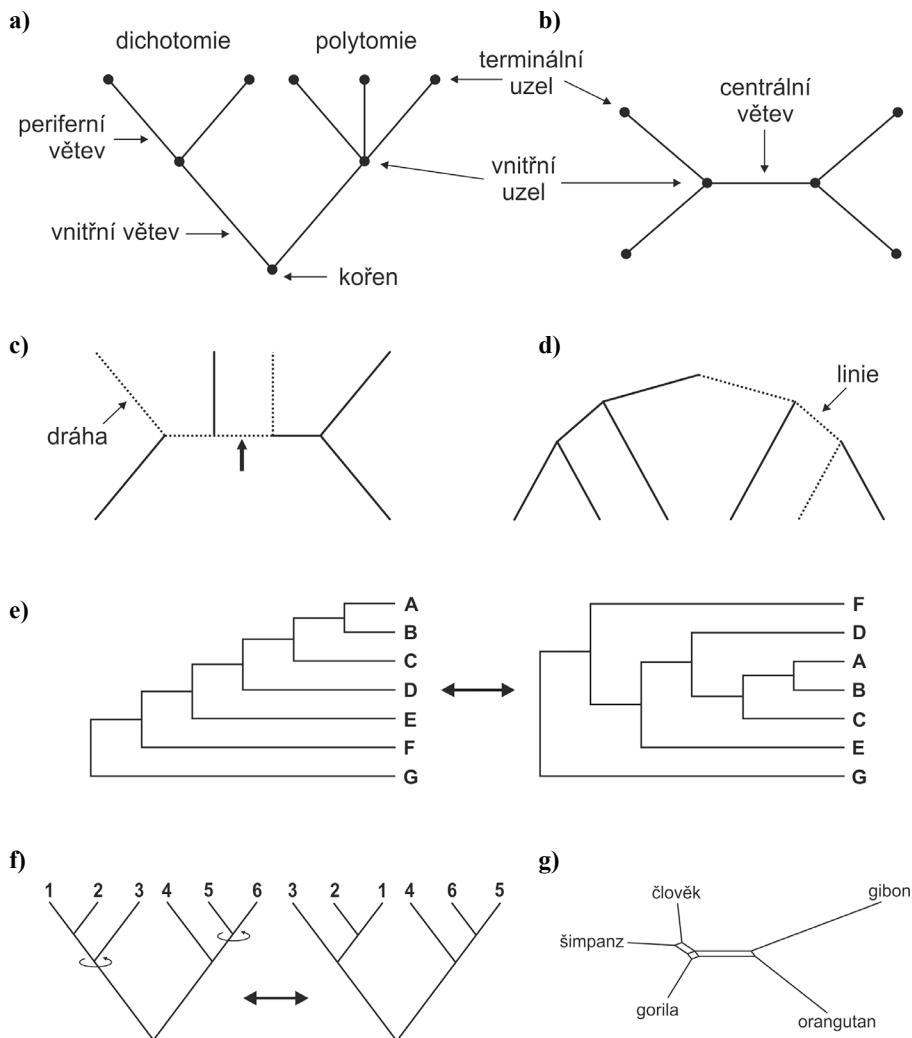 a)
dichotomie
polytomie
periferní
větev
vnitřní větev
kořen
terminální
uzel
vnitřní
uzel
b)
centrální
větev
c)
dráha
d)
linie
e)
A
B
C
D
E
F
G
F
D
A
B
C
E
G
f)
1 2 3 4 5 6
3 2 1 4 6 5
g)
člověk
gibon
šimpanz
gorila
orangutan